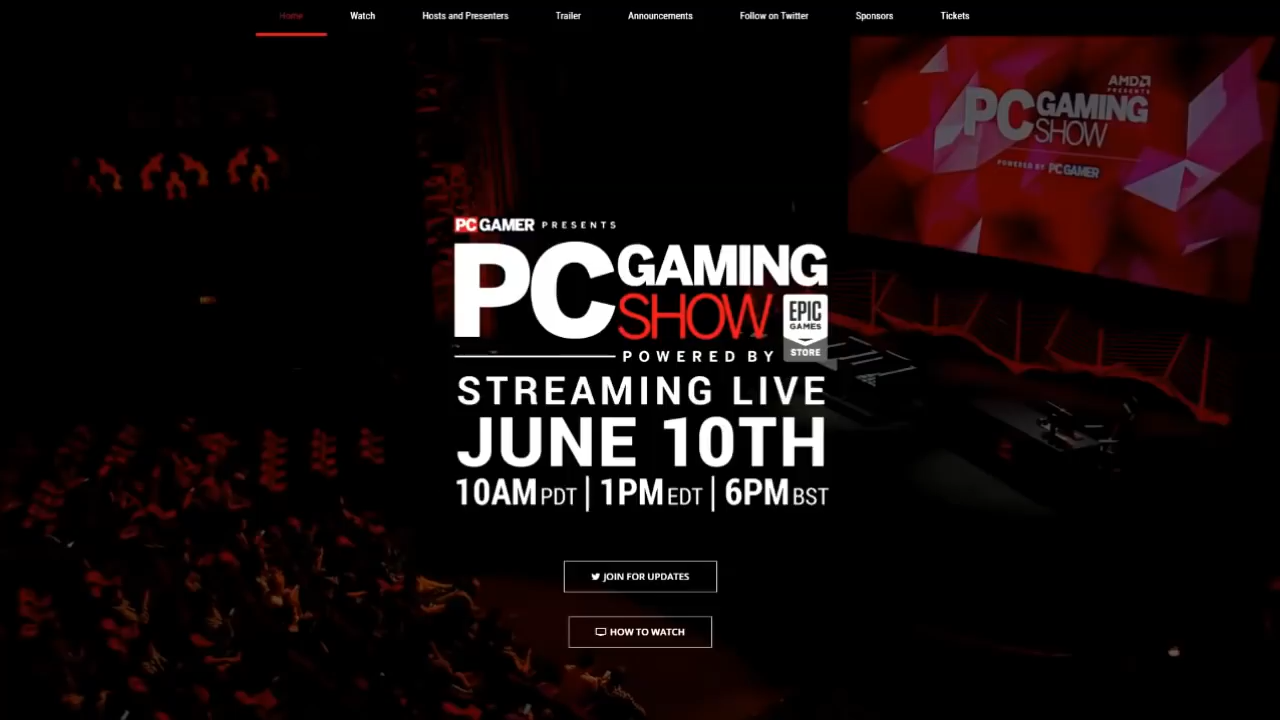 Home Watch Hosts and Presenters Trailer Announcements Follow on Twitter Sponsors Tickets
AMD
PRESENTS
PC GAMING
SHOW
POWERED BY PC GAMER
PC GAMER PRESENTS
PC GAMING
SHOW
EPIC
GAMES
STORE
POWERED BY
STREAMING LIVE
JUNE 10TH
10AM PDT | 1PM EDT | 6PM BST
JOIN FOR UPDATES
HOW TO WATCH